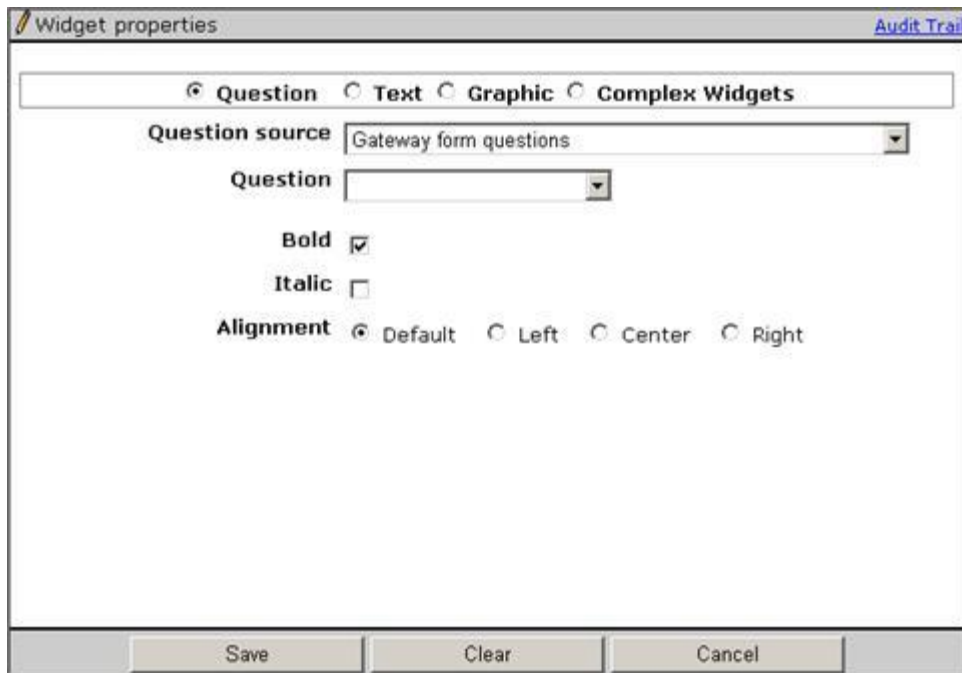 Widget properties Audit Trail
Question Text Graphic Complex Widgets
Question source Gateway form questions
Question
Bold
Italic
Alignment Default Left Center Right
Save Clear Cancel